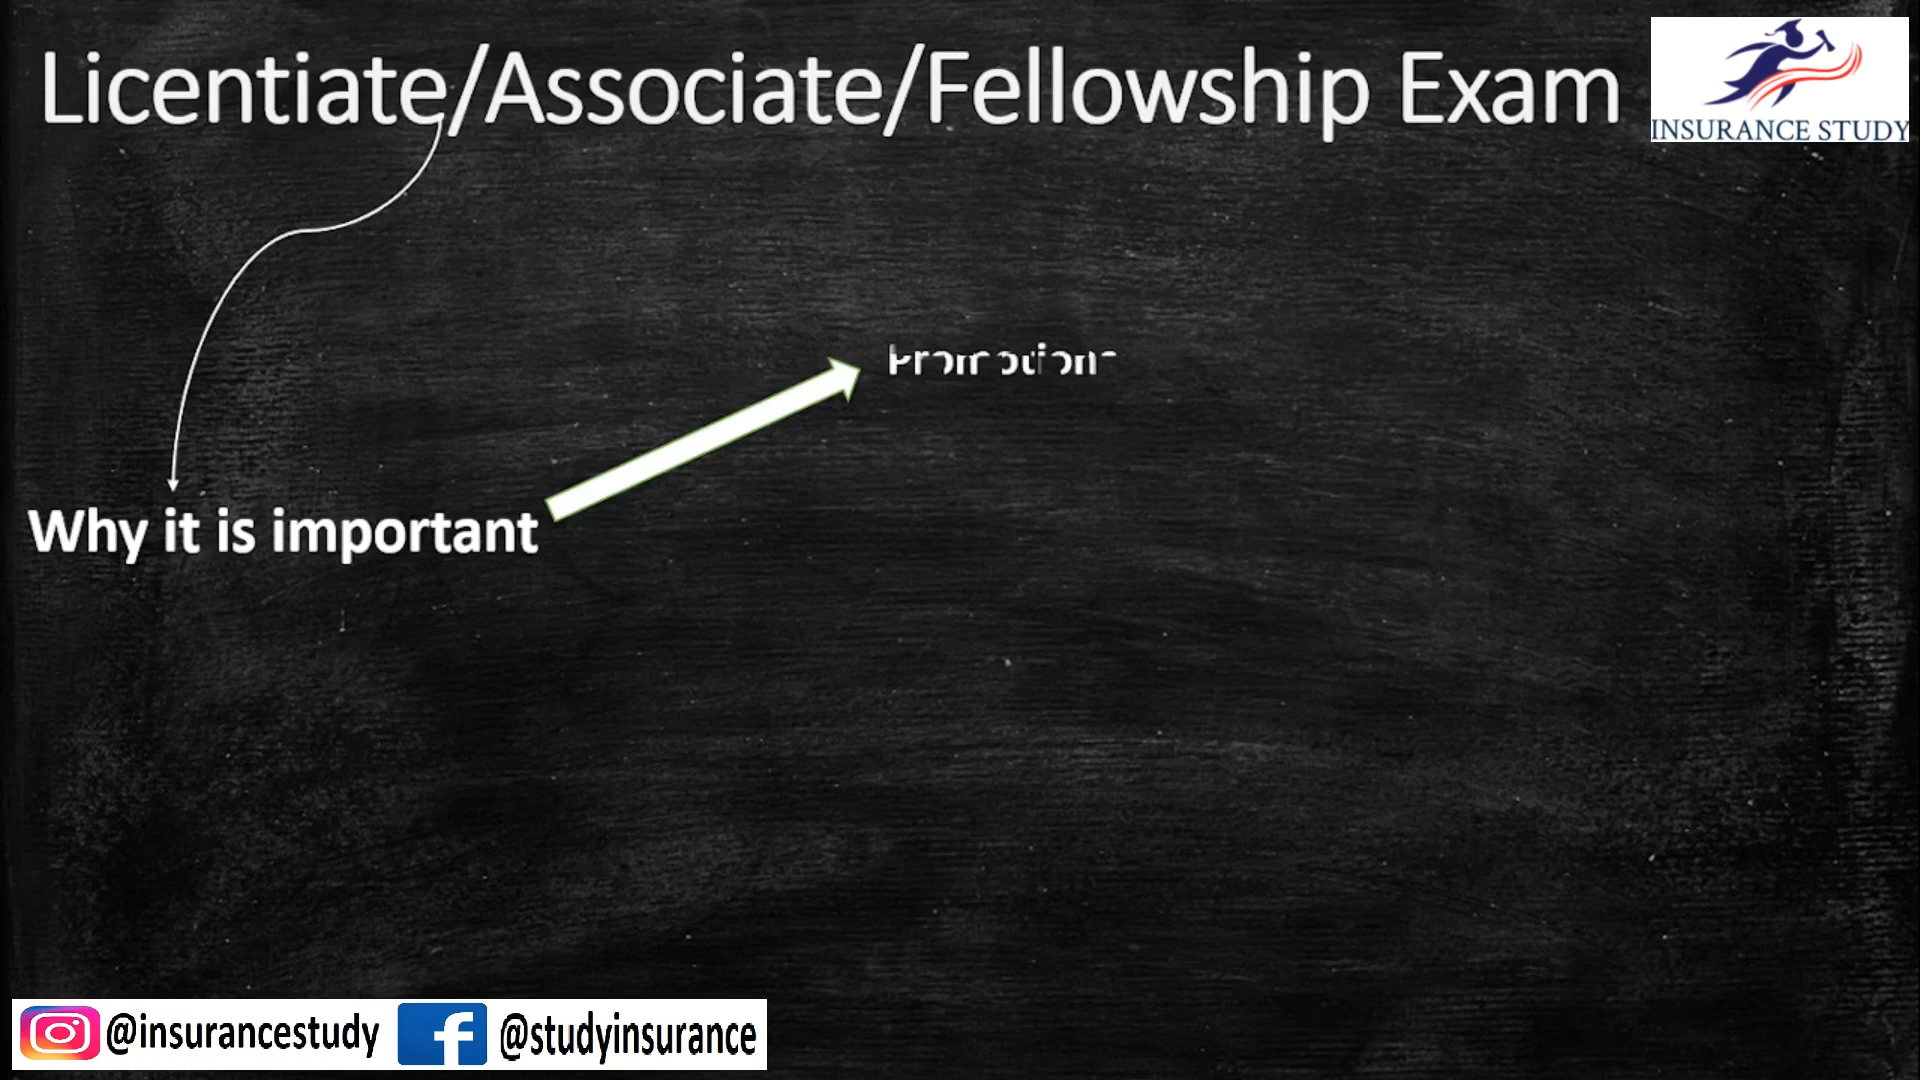 Licentiate/Associate/Fellowship Exam
INSURANCE STUDY
Why it is important
@insurancestudy
@studyinsurance